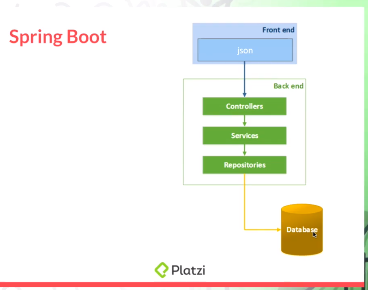 Spring Boot
Front end
json
Back end
Controllers
Services
Repositories
Database
Platzi